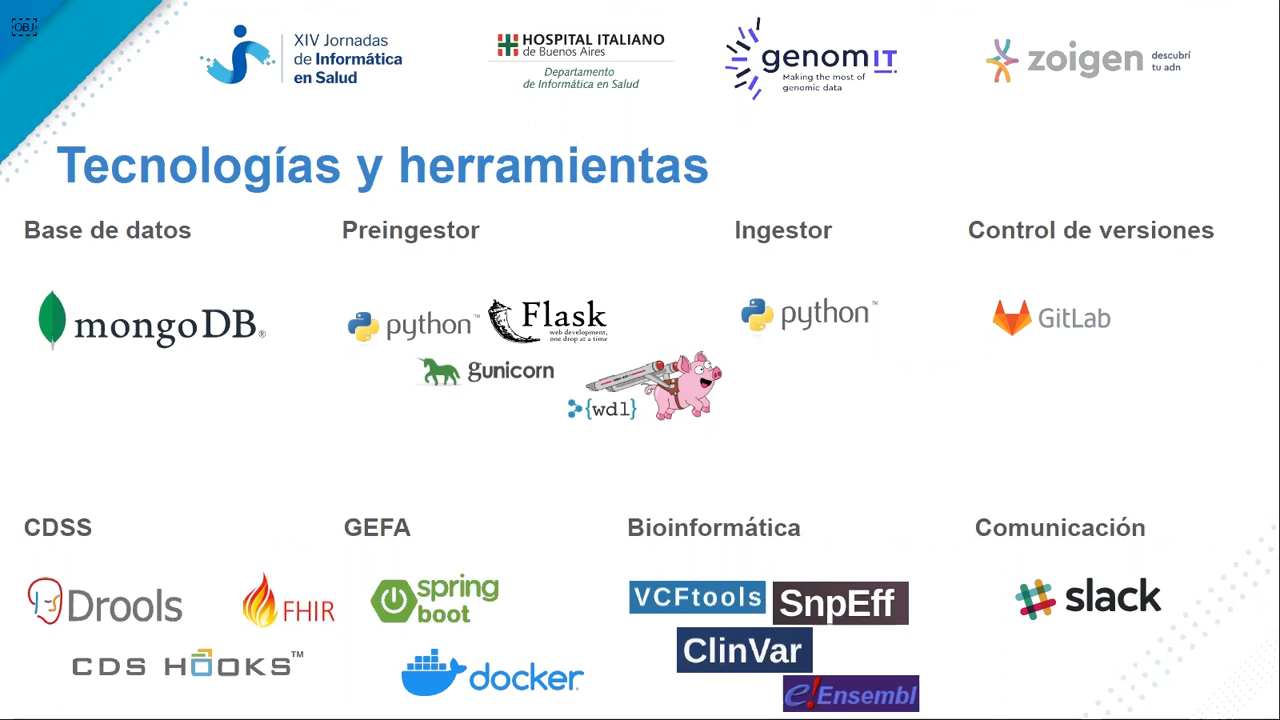 OBJ
XIV Jornadas
de Informática
en Salud
HOSPITAL ITALIANO
de Buenos Aires
Departamento
de Informática en Salud
genomIT
Making the most of
genomic data
zoigen
descubrí
tu adn
Tecnologías y herramientas
Base de datos
mongoDB®
Preingestor
python™
Flask
web development,
one drop at a time
gunicorn
{wdl}
Ingestor
python™
Control de versiones
GitLab
CDSS
Drools
FHIR
CDS HOOKS™
GEFA
spring
boot
docker
Bioinformática
VCFtools
SnpEff
ClinVar
e!Ensembl
Comunicación
slack